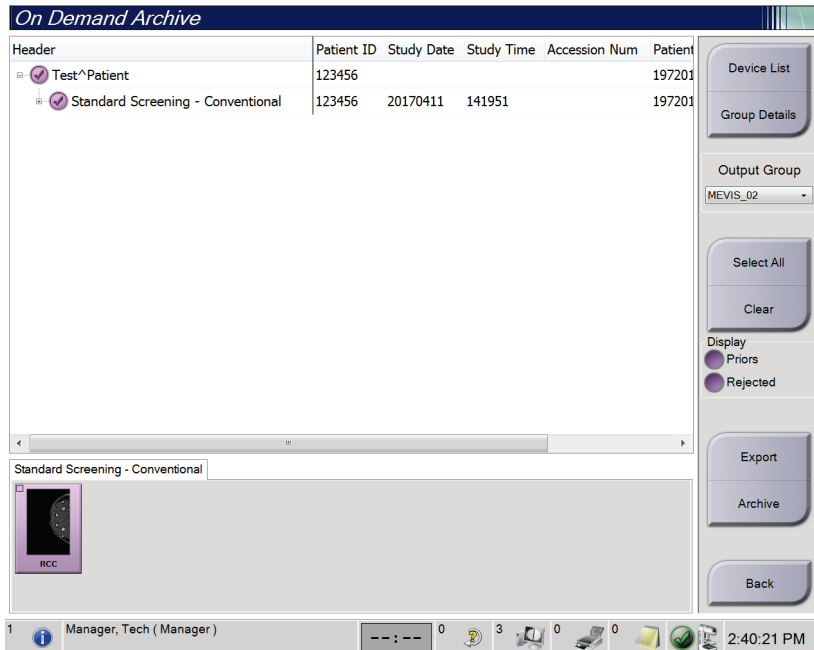 On Demand Archive
Header Patient ID Study Date Study Time Accession Num Patient
Test^Patient 123456 197201
Standard Screening - Conventional 123456 20170411 141951 197201
Device List
Group Details
Output Group
MEVIS_02
Select All
Clear
Display
Priors
Rejected
Export
Archive
Back
Standard Screening - Conventional
RCC
1 Manager, Tech ( Manager ) --:-- 0 3 0 0 2:40:21 PM